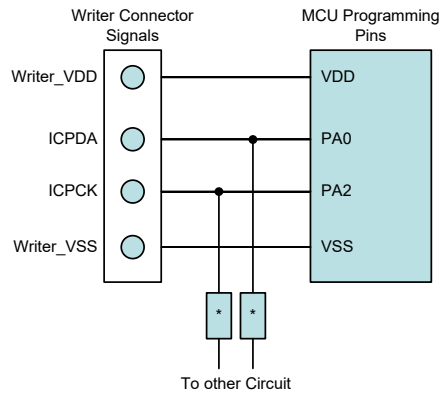 Writer Connector
Signals
MCU Programming
Pins
Writer_VDD
VDD
ICPDA
PA0
ICPCK
PA2
Writer_VSS
VSS
* *
To other Circuit